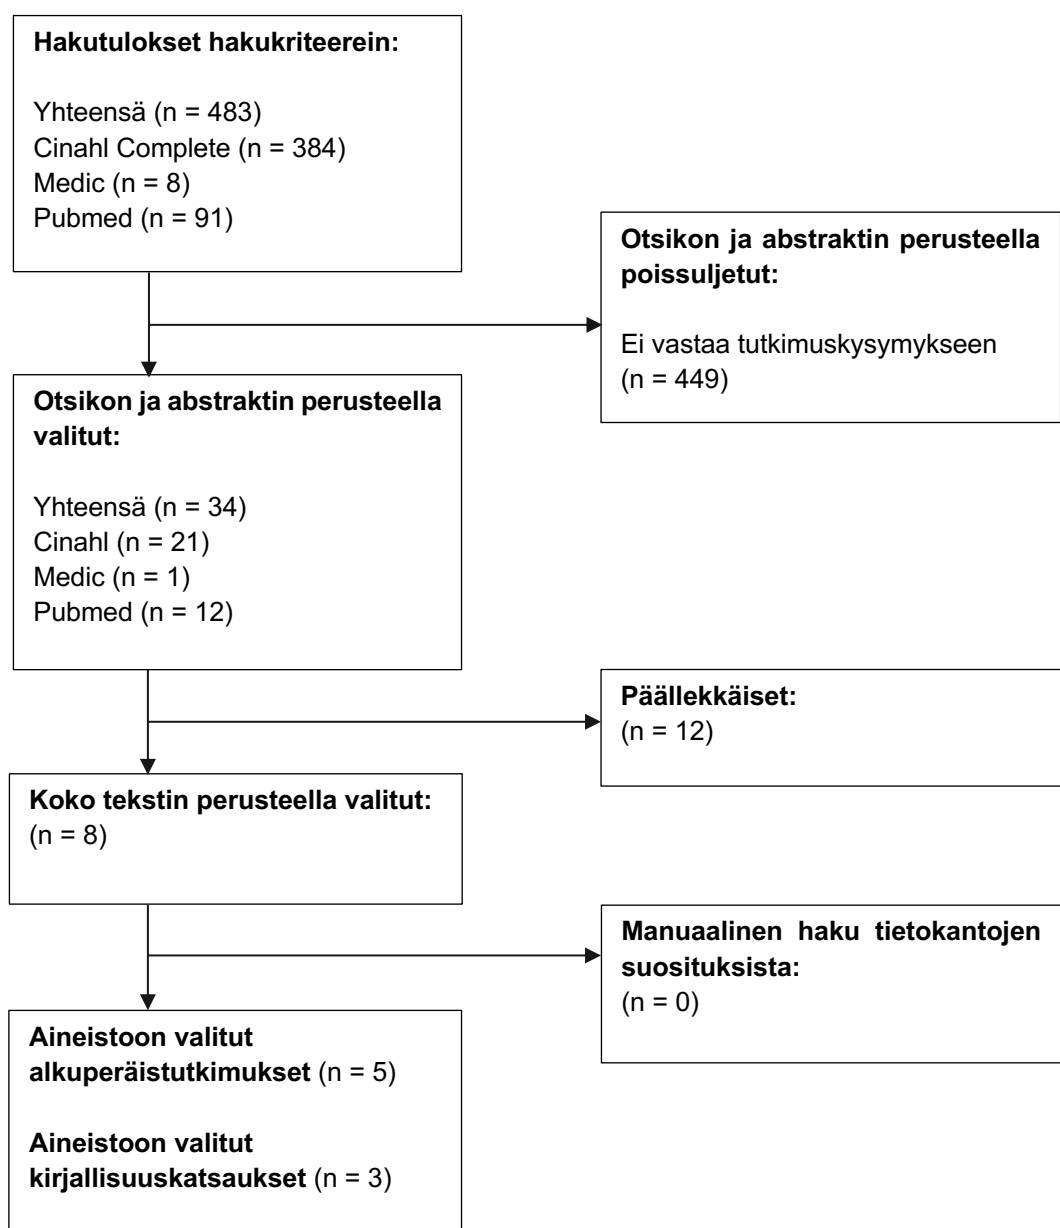 Hakutulokset hakukriteerein:
Yhteensä (n = 483)
Cinahl Complete (n = 384)
Medic (n = 8)
Pubmed (n = 91)
Otsikon ja abstraktin perusteella
poissuljetut:
Ei vastaa tutkimuskysymykseen
(n = 449)
Otsikon ja abstraktin perusteella
valitut:
Yhteensä (n = 34)
Cinahl (n = 21)
Medic (n = 1)
Pubmed (n = 12)
Päällekkäiset:
(n = 12)
Koko tekstin perusteella valitut:
(n = 8)
Manuaalinen haku tietokantojen
suosituksista:
(n = 0)
Aineistoon valitut
alkuperäistutkimukset (n = 5)
Aineistoon valitut
kirjallisuuskatsaukset (n = 3)